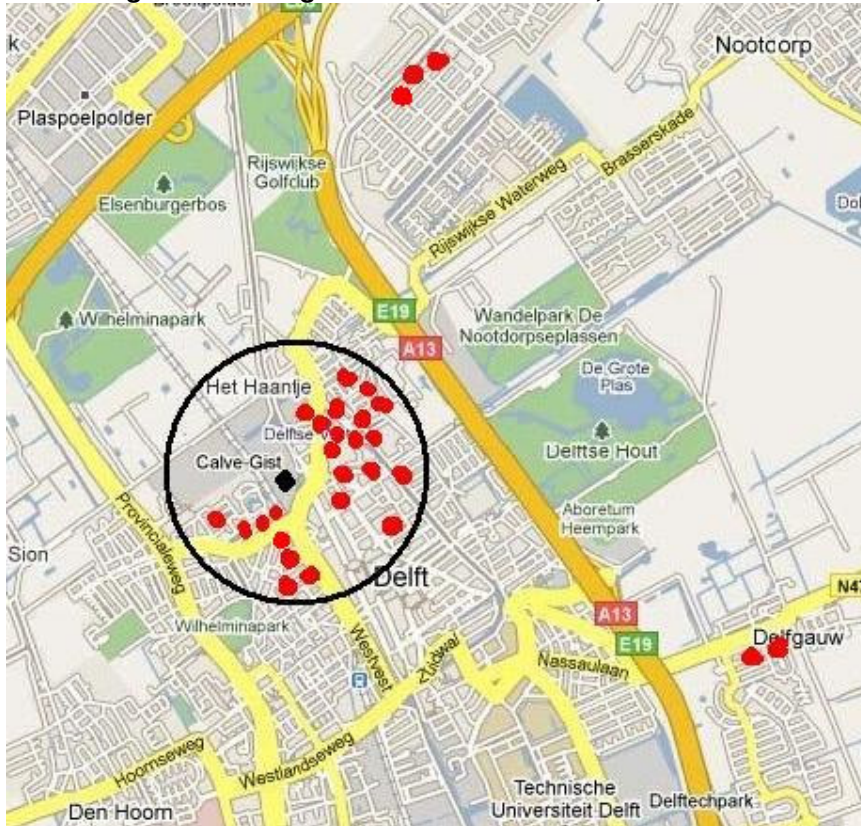 k
Nootcorp
Plaspoelpolder
Rijswijkse
Golfclub
Brasserskade
Elsenburgerbos
Rijswijkse Waterweg
Wilhelminapark
E19
Wandelpark De
Nootdorpseplassen
A13
De Grote
Plas
Het Haantje
Delftse
Calve-Gist
Delftse Hout
Provincialeweg
Aboretum
Heempark
Sion
Delft
N47
A13
Wilhelminapark
E19
Delfgauw
Westvest
Zuidwal
Nassaulaan
Hoornseweg
Westlandseweg
Technische
Universiteit Delft
Delftechpark
Den Hoorn